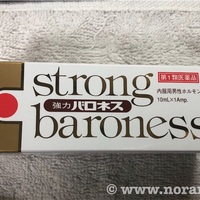 strong
第1類医薬品
強力バロネス
内服用男性ホルモン
10mL×1Amp.
baroness
www.noran